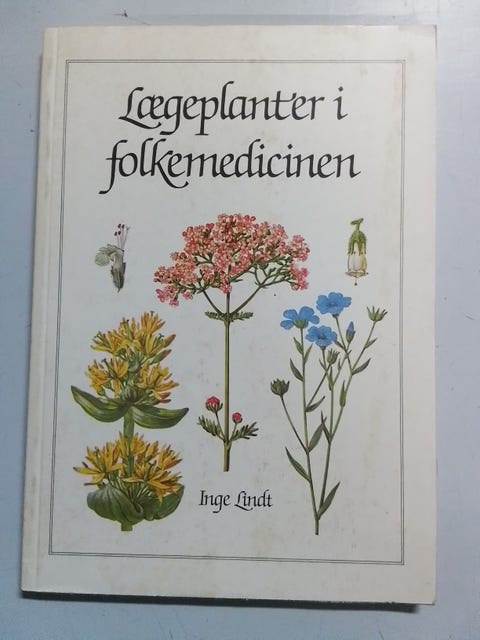 Lægeplanter i
folkemedicinen
Inge Lindt